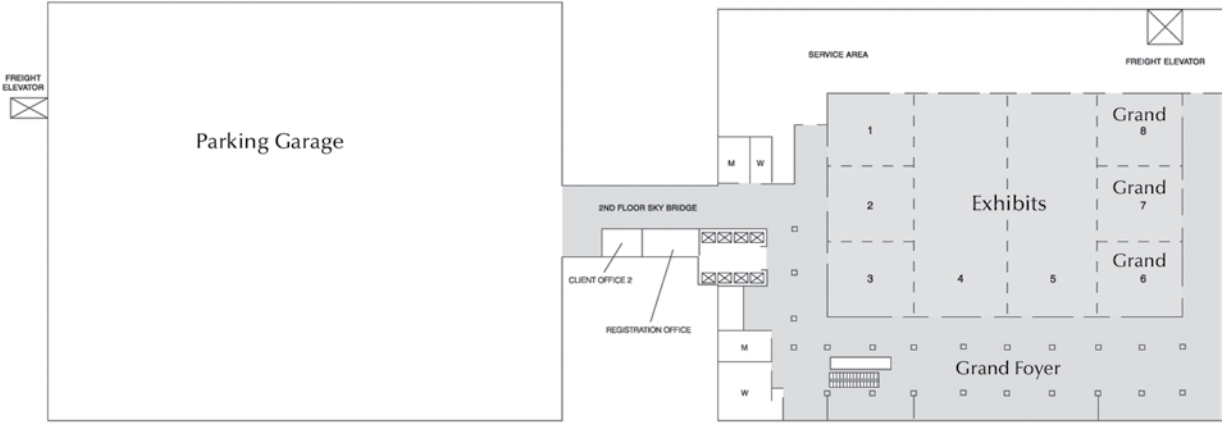 FREIGHT
ELEVATOR
Parking Garage
SERVICE AREA
FREIGHT ELEVATOR
M
W
2ND FLOOR SKY BRIDGE
CLIENT OFFICE 2
REGISTRATION OFFICE
1
Grand
8
2
Exhibits
Grand
7
3
4
5
Grand
6
M
W
Grand Foyer